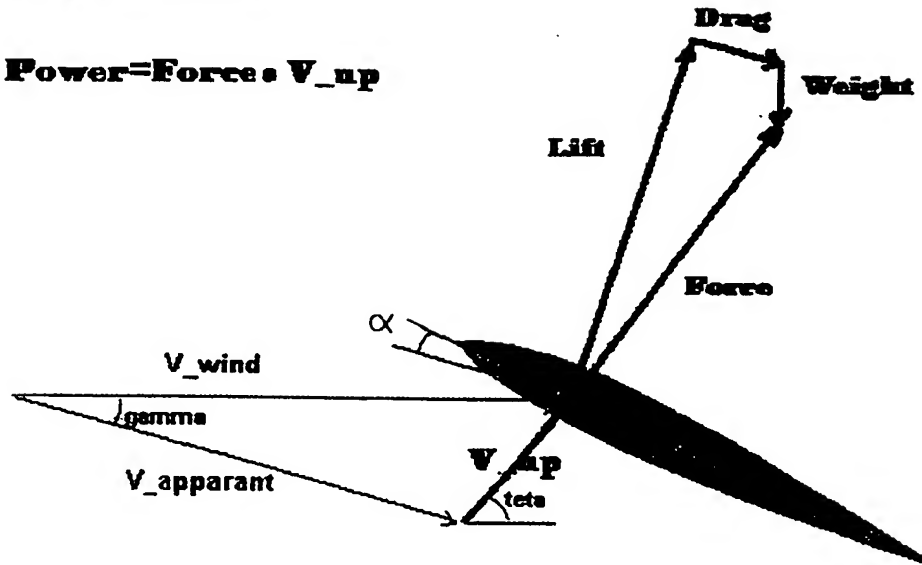 Drag
Power=Force*V_up
Weight
Lift
Force
α
V_wind
gamma
V_up
V_apparant
teta